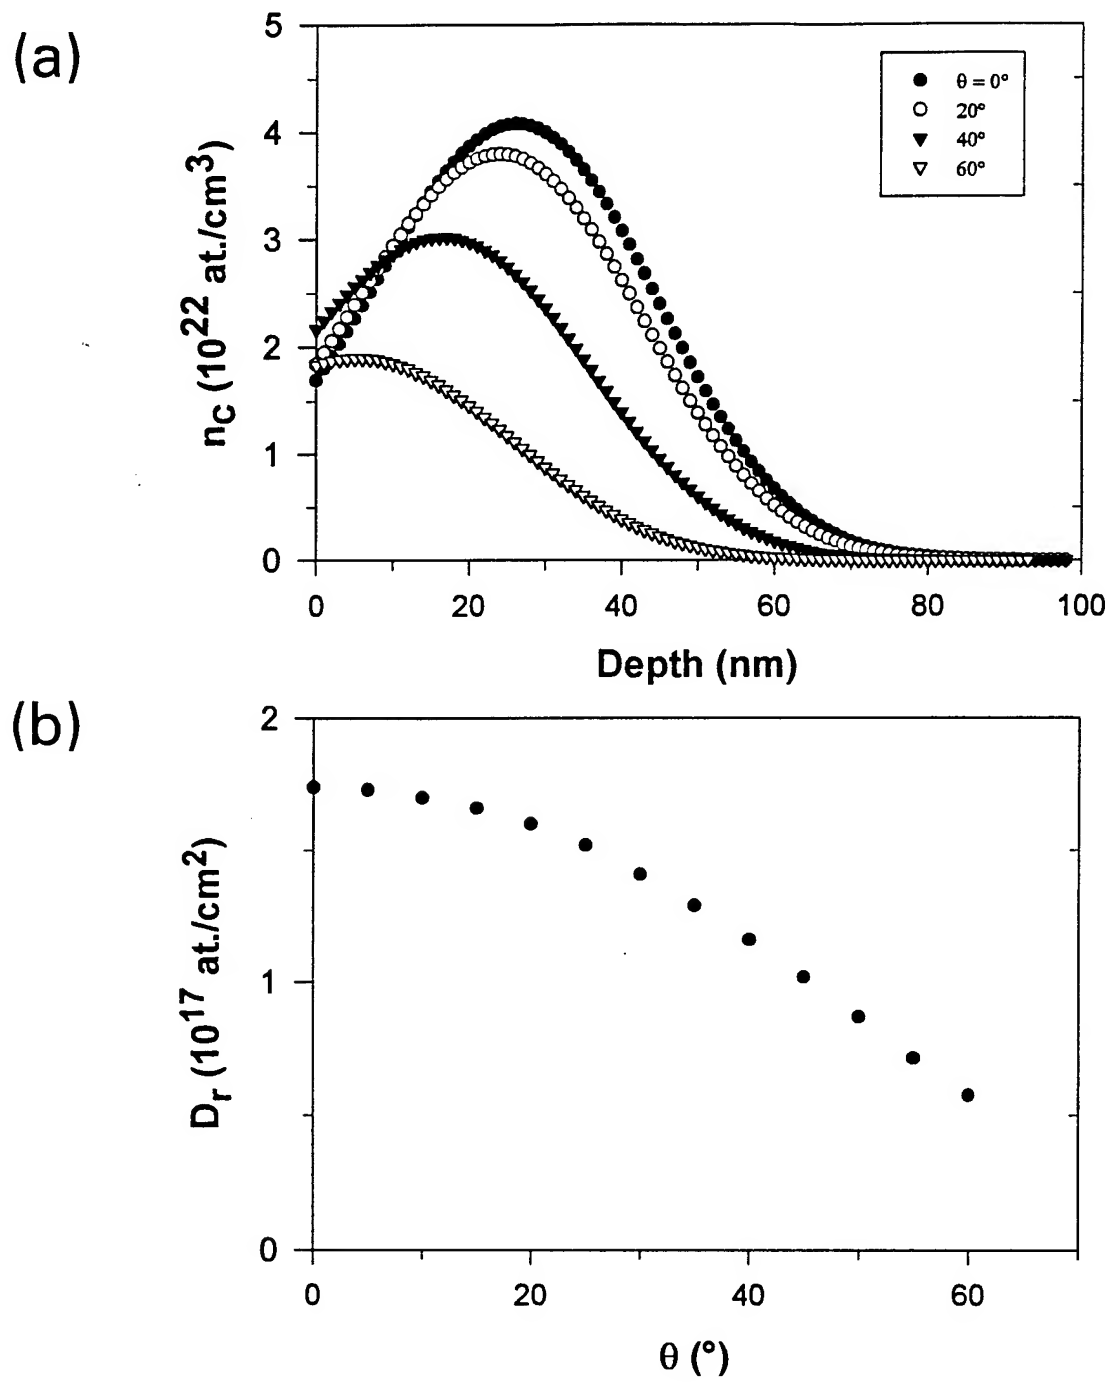 (a)
5
4
3
2
1
0
n_C (10^22 at./cm^3)
θ = 0°
20°
40°
60°
0 20 40 60 80 100
Depth (nm)
(b)
2
1
0
D_r (10^17 at./cm^2)
0 20 40 60
θ (°)